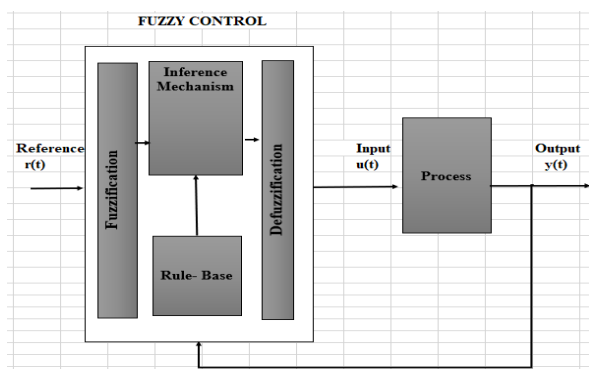 FUZZY CONTROL
Inference
Mechanism
Reference
r(t)
Fuzzification
Defuzzification
Rule- Base
Input
u(t)
Process
Output
y(t)